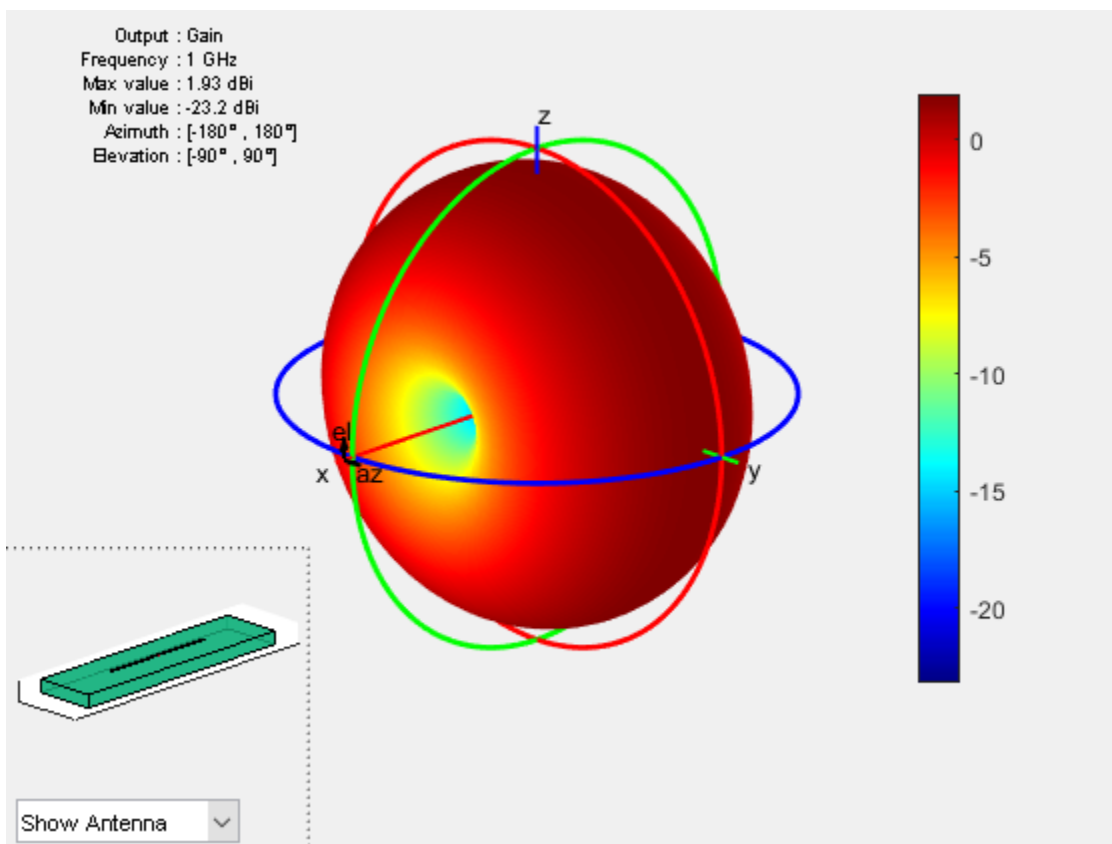 Output : Gain
Frequency : 1 GHz
Max value : 1.93 dBi
Min value : -23.2 dBi
Azimuth : [-180° , 180°]
Elevation : [-90° , 90°]
z
0
-5
-10
-15
-20
el
x
az
y
Show Antenna